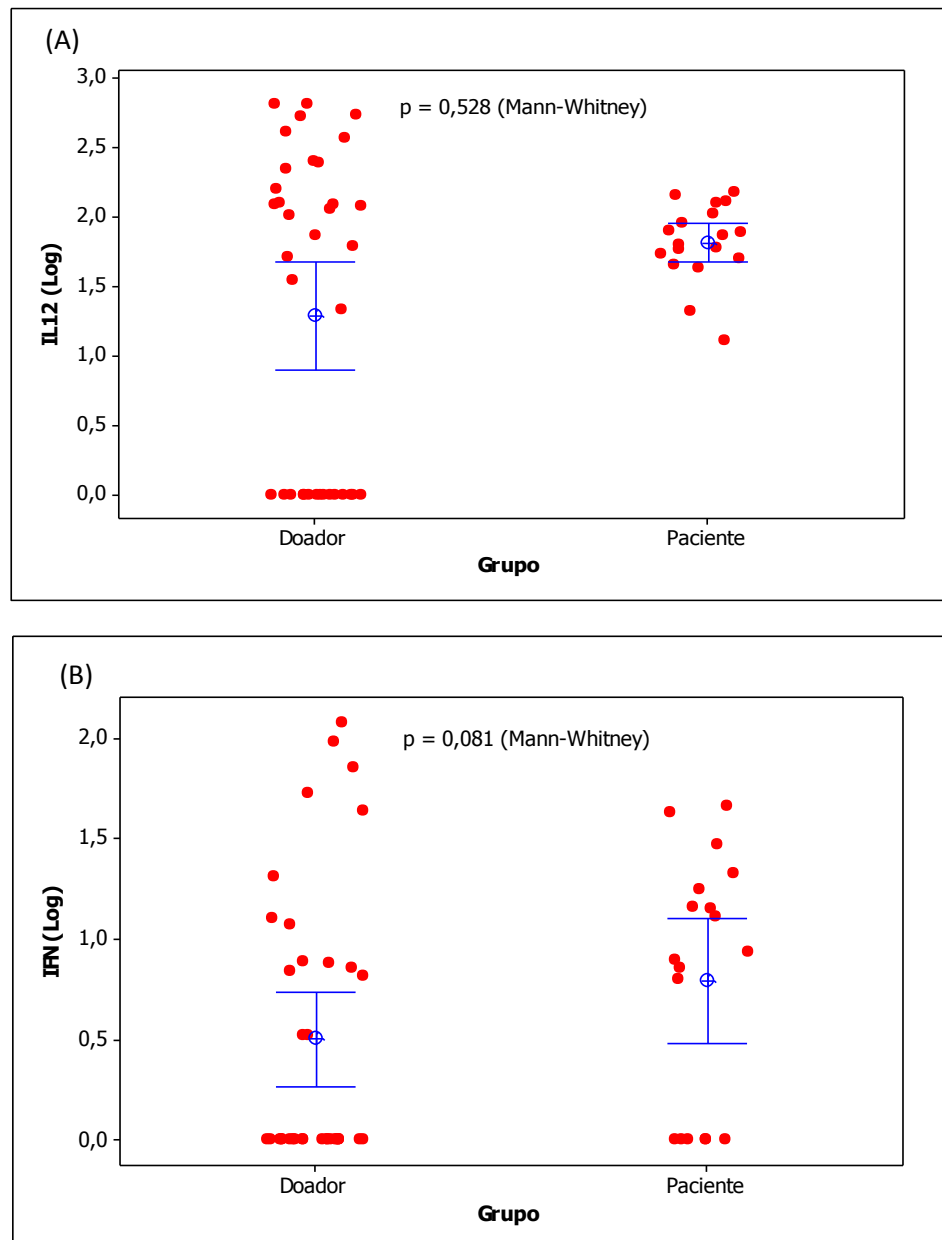 (A)
3,0
p = 0,528 (Mann-Whitney)
2,5
2,0
1,5
1,0
0,5
0,0
IL12 (Log)
Doador
Paciente
Grupo
(B)
2,0
p = 0,081 (Mann-Whitney)
1,5
1,0
0,5
0,0
IFN (Log)
Doador
Paciente
Grupo